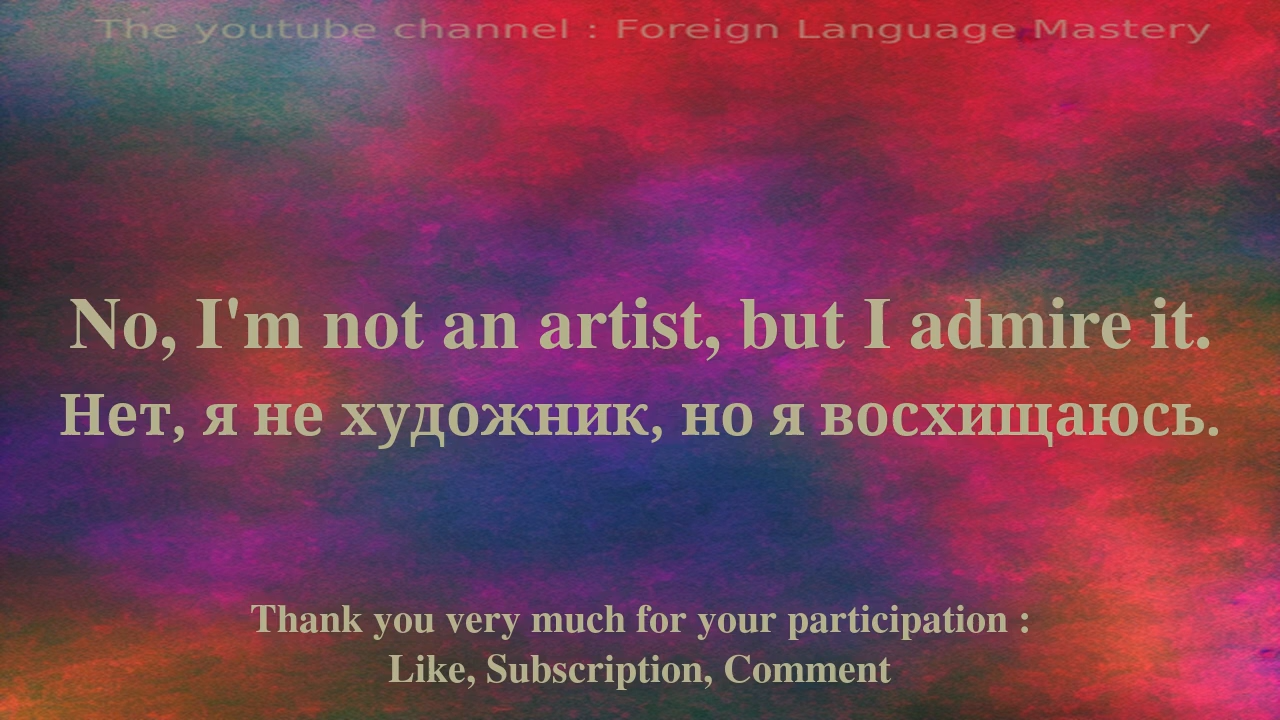 The youtube channel : Foreign Language Mastery
No, I'm not an artist, but I admire it.
Нет, я не художник, но я восхищаюсь.
Thank you very much for your participation :
Like, Subscription, Comment